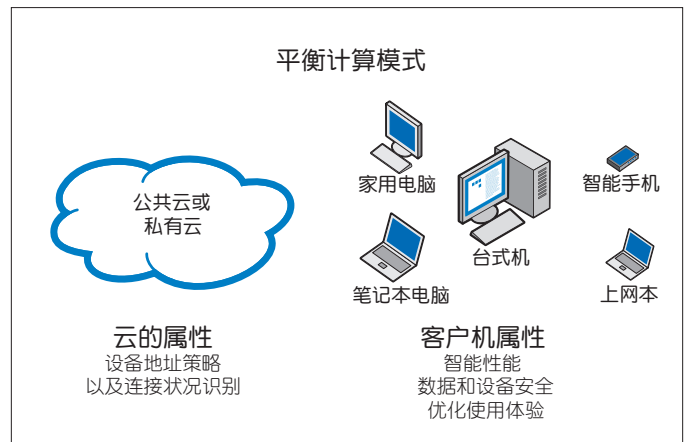 平衡计算模式
公共云或
私有云
家用电脑
台式机
智能手机
笔记本电脑
上网本
云的属性
设备地址策略
以及连接状况识别
客户机属性
智能性能
数据和设备安全
优化使用体验